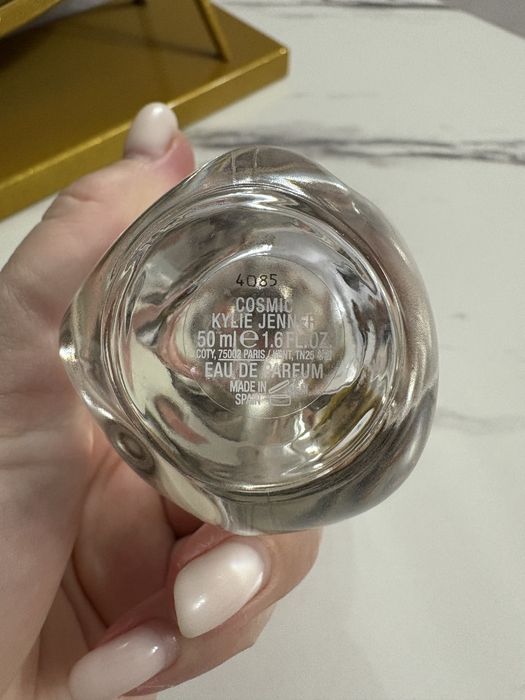 4085
COSMIC
KYLIE JENNER
50 ml e 1.6 FL.OZ.
COTY, 75002 PARIS / KENT, TN25
EAU DE PARFUM
MADE IN
SPAIN